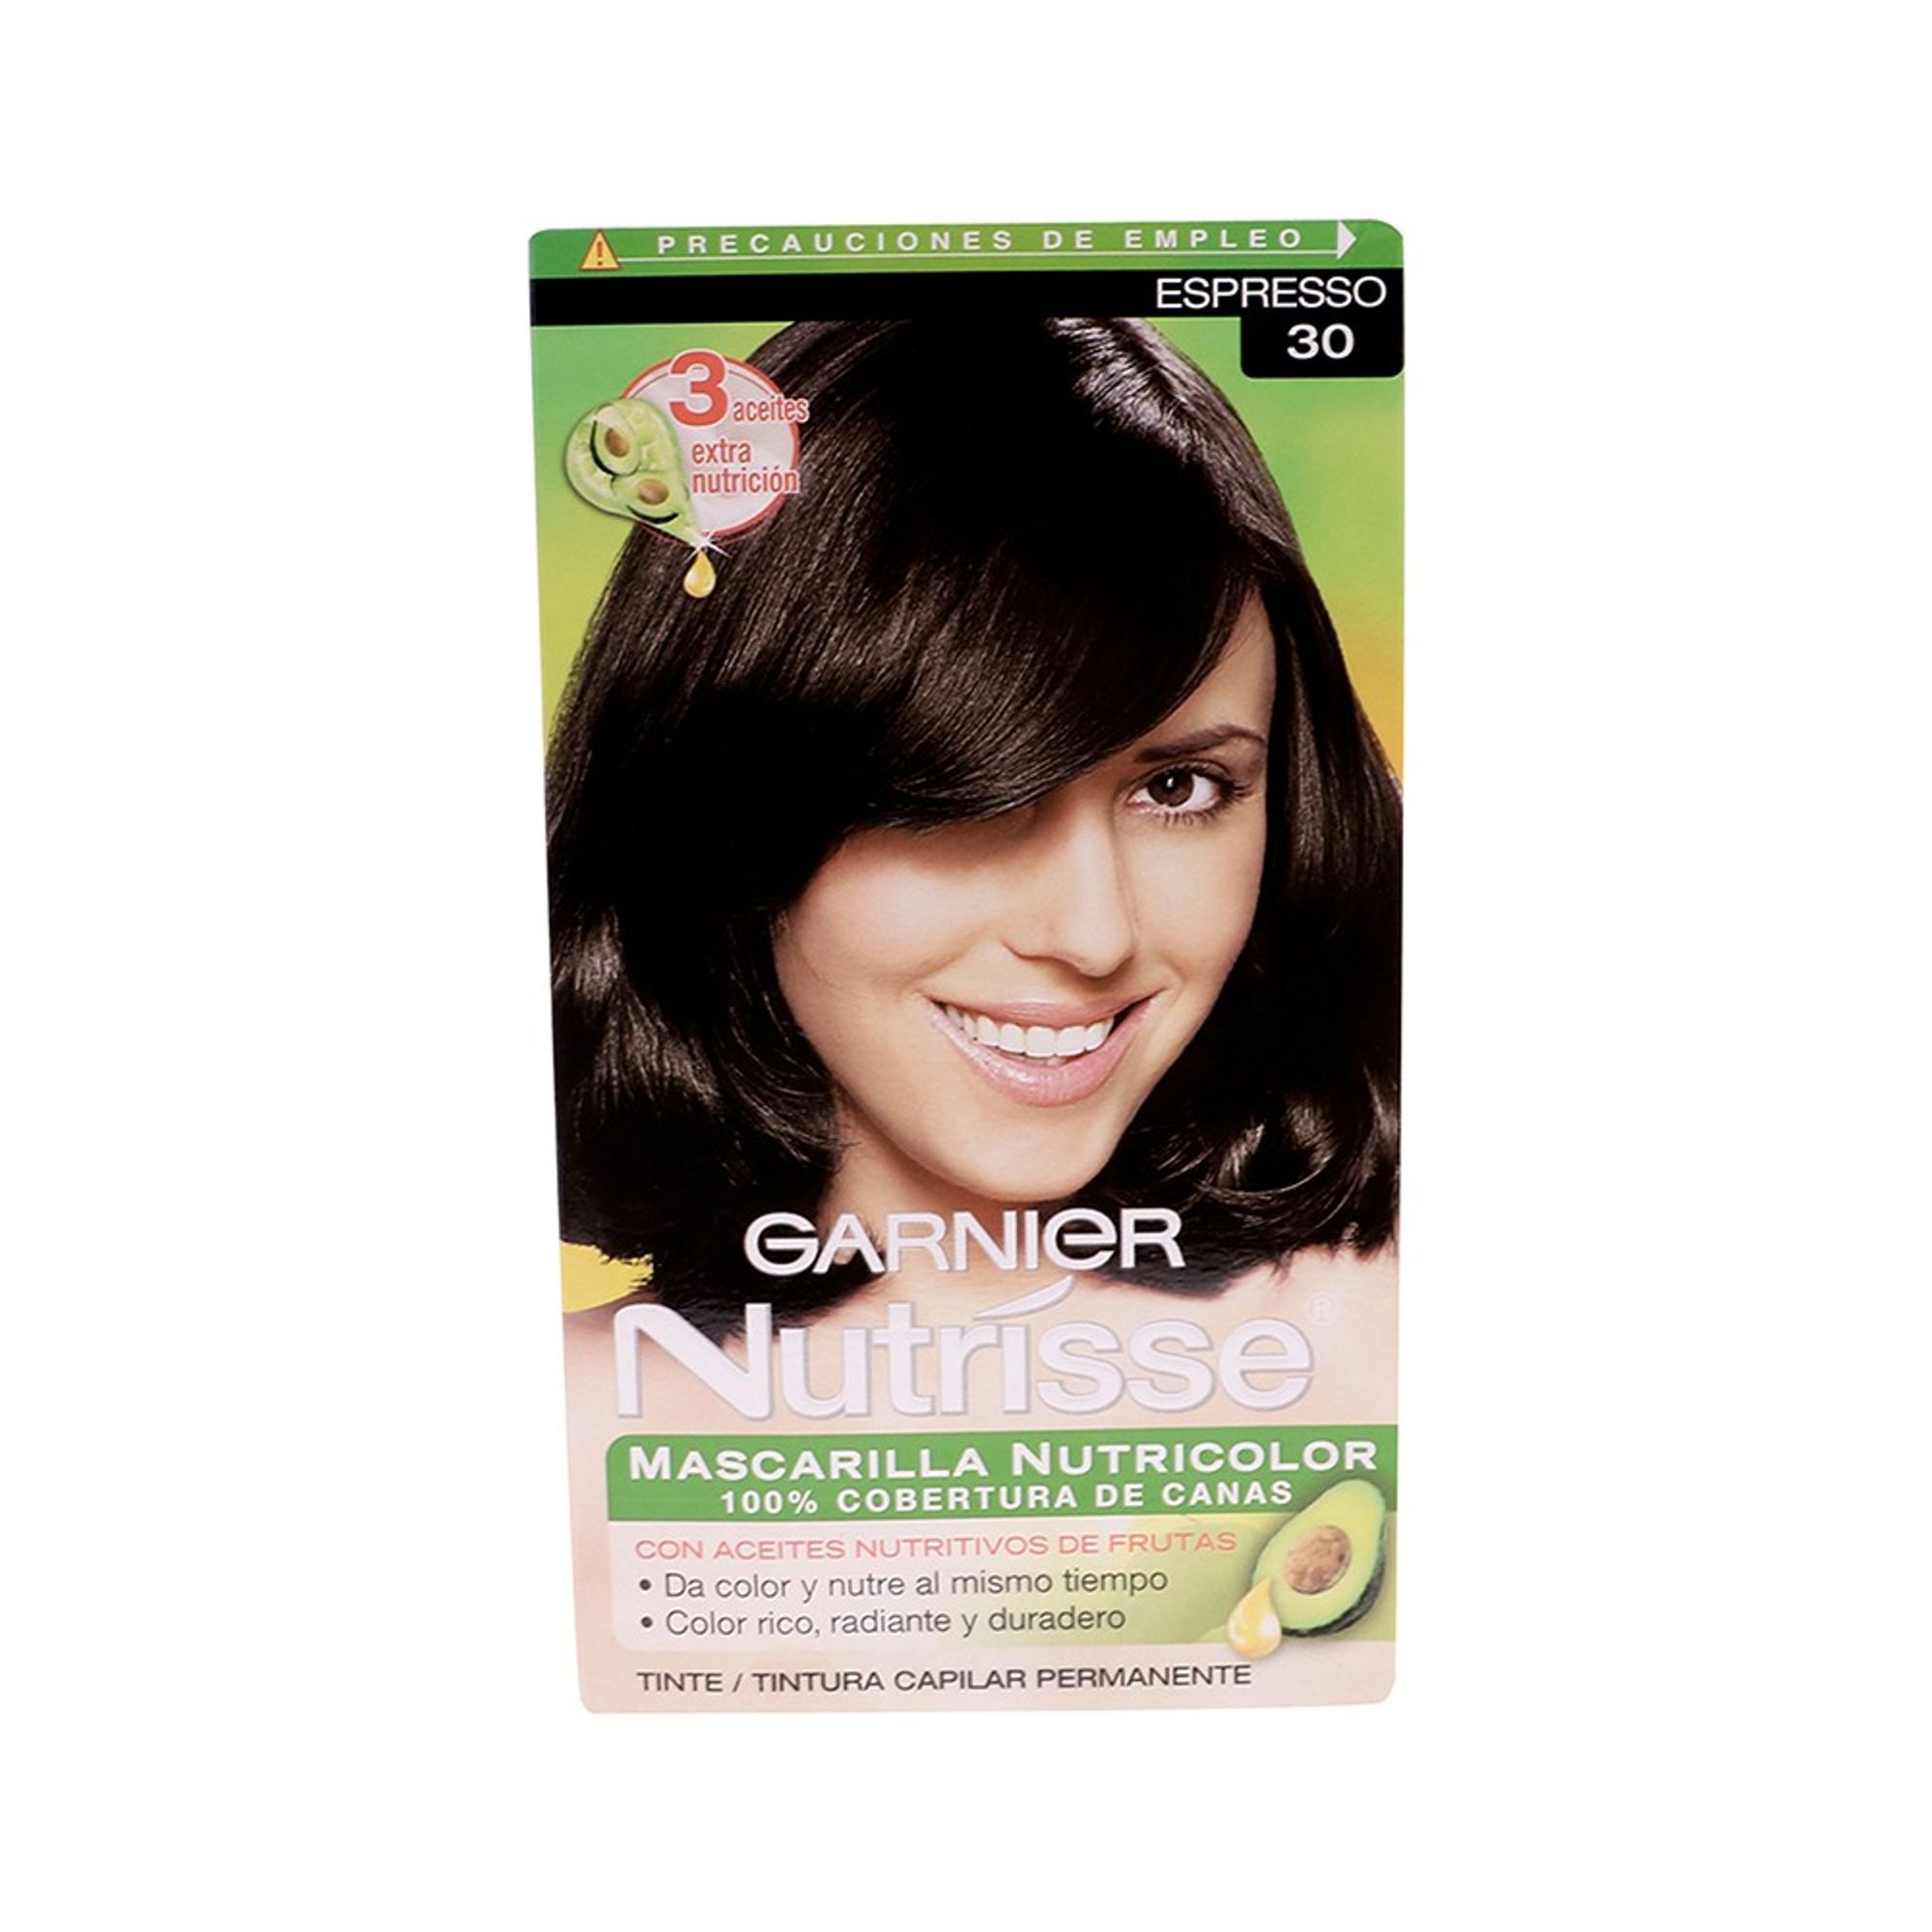 PRECAUCIONES DE EMPLEO
ESPRESSO
30
3 aceites
extra
nutrición
GARNIER
Nutrisse®
MASCARILLA NUTRICOLOR
100% COBERTURA DE CANAS
CON ACEITES NUTRITIVOS DE FRUTAS
• Da color y nutre al mismo tiempo
• Color rico, radiante y duradero
TINTE / TINTURA CAPILAR PERMANENTE